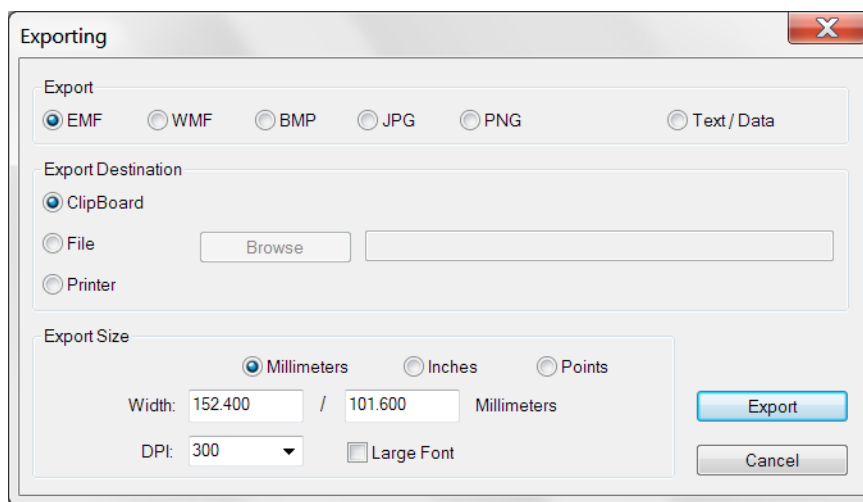 Exporting
Export
EMF WMF BMP JPG PNG Text / Data
Export Destination
ClipBoard
File Browse
Printer
Export Size
Millimeters Inches Points
Width: 152.400 / 101.600 Millimeters Export
DPI: 300 Large Font Cancel